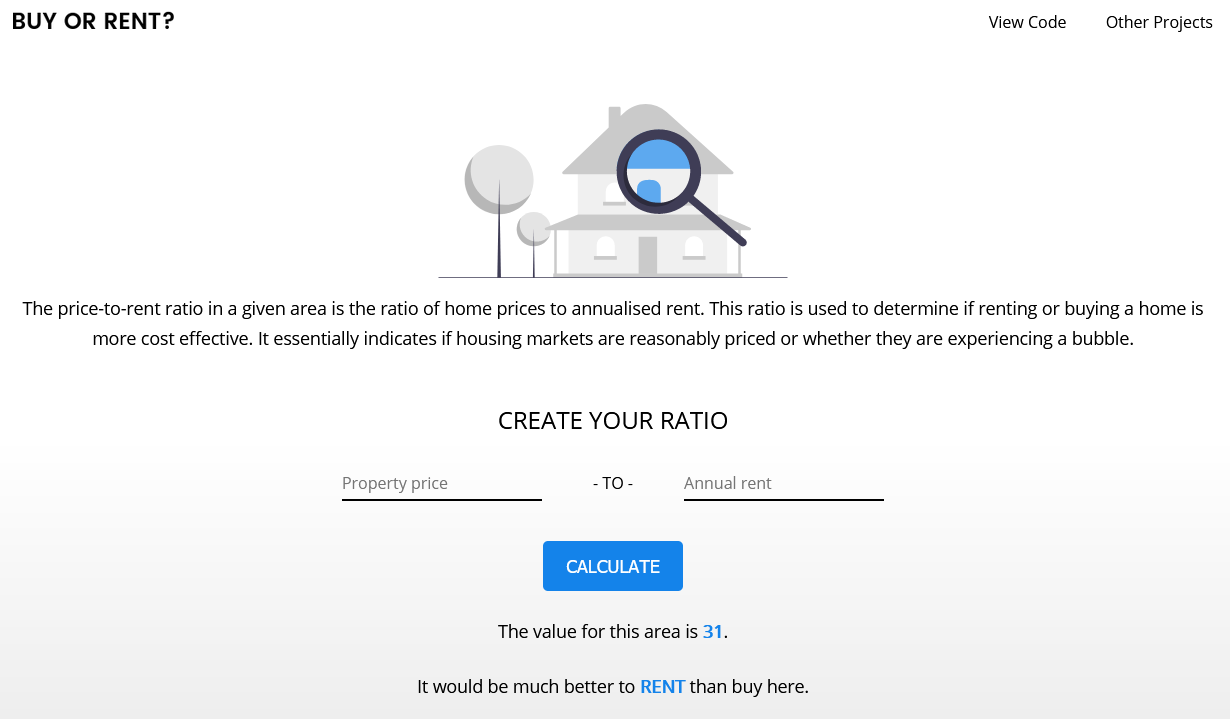 BUY OR RENT?
View Code
Other Projects
The price-to-rent ratio in a given area is the ratio of home prices to annualised rent. This ratio is used to determine if renting or buying a home is
more cost effective. It essentially indicates if housing markets are reasonably priced or whether they are experiencing a bubble.
CREATE YOUR RATIO
Property price
- TO -
Annual rent
CALCULATE
The value for this area is 31.
It would be much better to RENT than buy here.